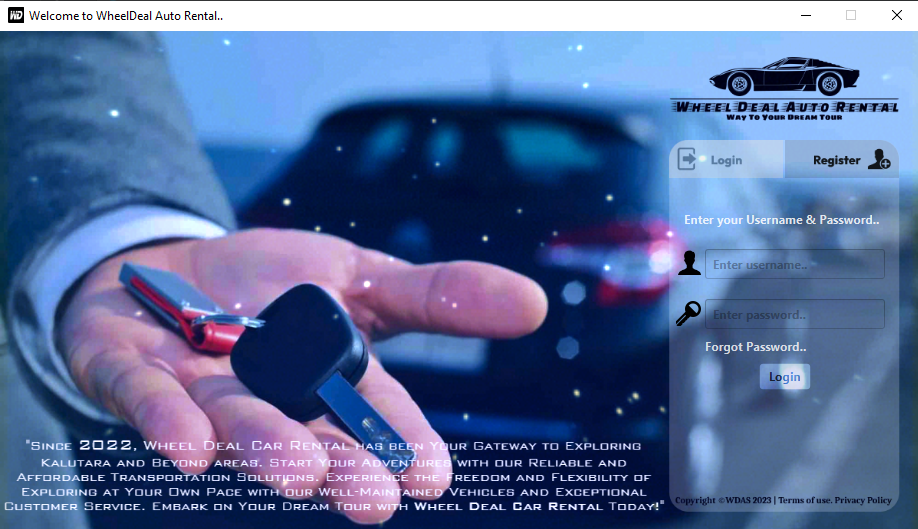 WD Welcome to WheelDeal Auto Rental..
Wheel Deal Auto Rental
Way To Your Dream Tour
Login Register
Enter your Username & Password..
Enter username..
Enter password..
Forgot Password..
Login
"Since 2022, Wheel Deal Car Rental has been Your Gateway to Exploring
Kalutara and Beyond areas. Start Your Adventures with our Reliable and
Affordable Transportation Solutions. Experience the Freedom and Flexibility of
Exploring at Your Own Pace with our Well-Maintained Vehicles and Exceptional
Customer Service. Embark on Your Dream Tour with Wheel Deal Car Rental Today!"
Copyright ©WDAS 2023 | Terms of use. Privacy Policy